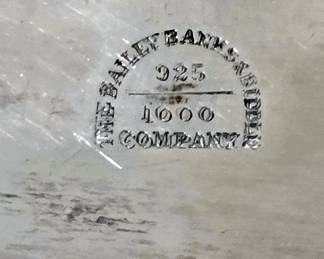 THE BAILEY BANKS & BIDDLE
925
1000
COMPANY